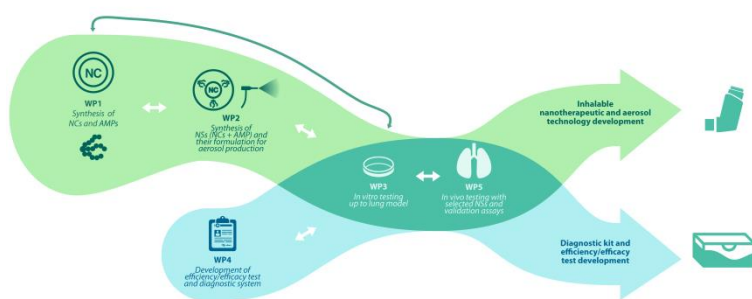 NC
WP1
Synthesis of
NCs and AMPs
NC
WP2
Synthesis of
NSs (NCs + AMP) and
their formulation for
aerosol production
WP3
In vitro testing
up to lung model
WP5
In vivo testing with
selected NSs and
validation assays
WP4
Development of
efficiency/efficacy test
and diagnostic system
Inhalable
nanotherapeutic and aerosol
technology development
Diagnostic kit and
efficiency/efficacy
test development